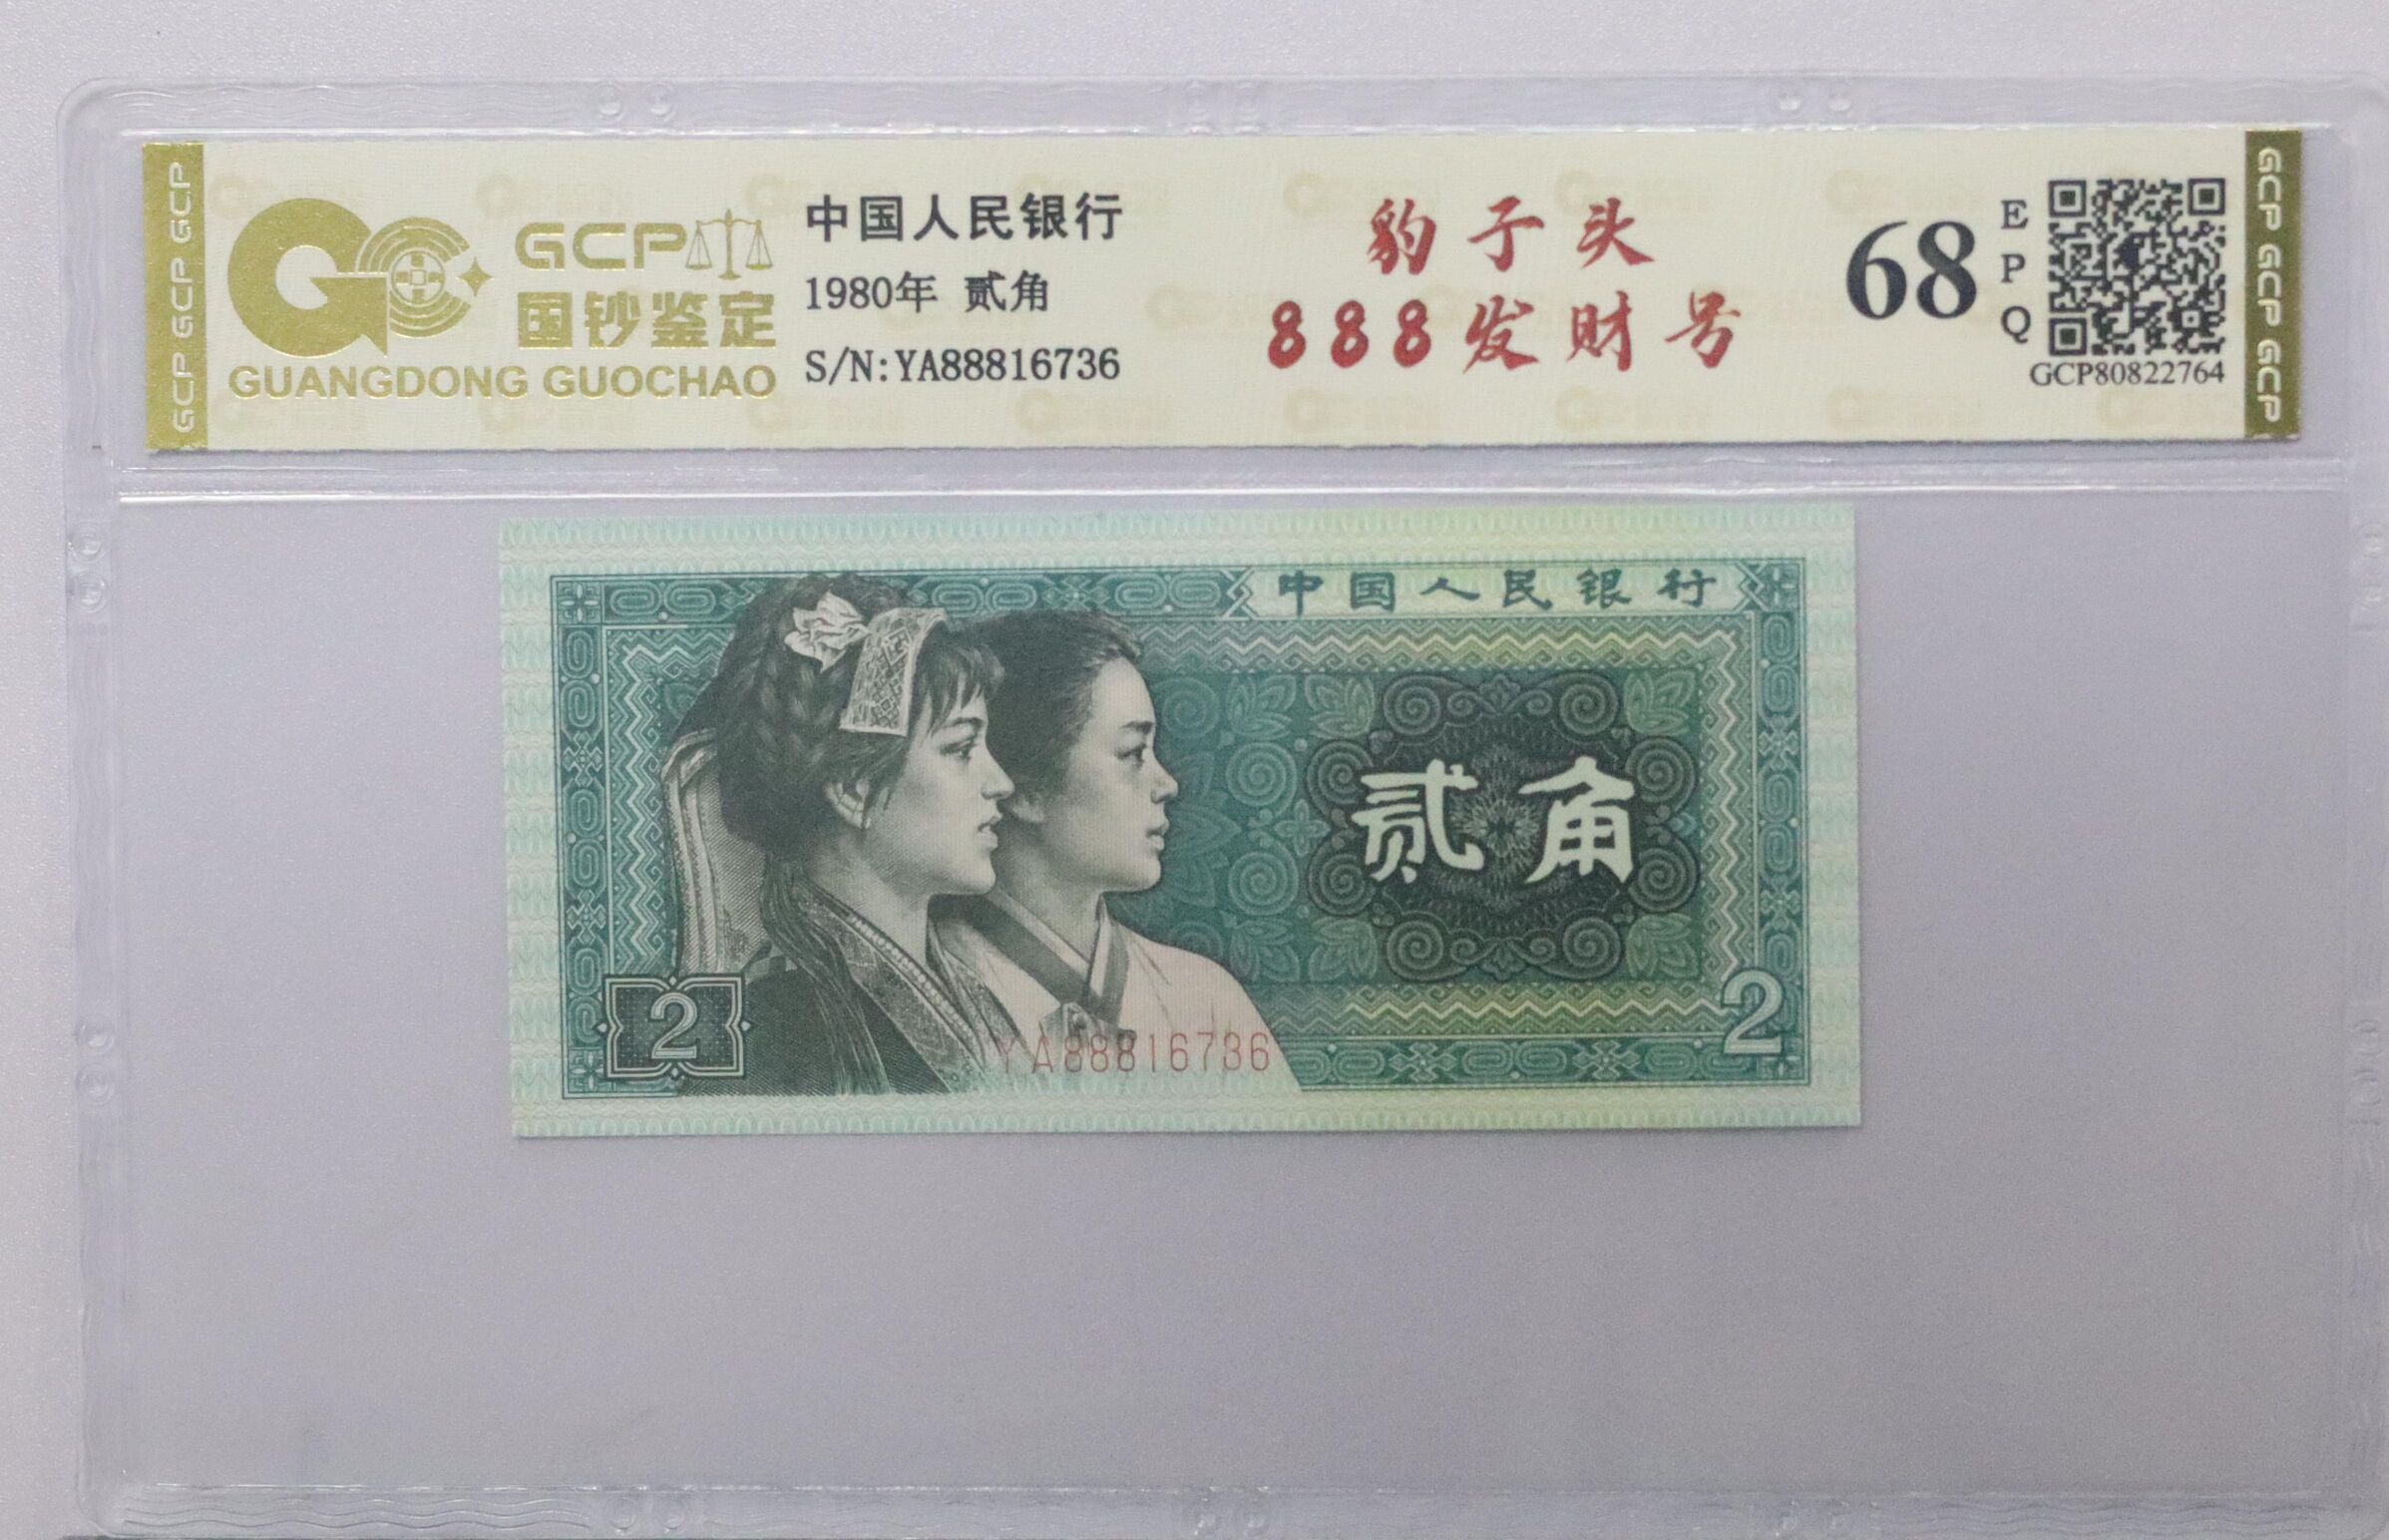 GCP GCP GCP
GCP
国钞鉴定
GUANGDONG GUOCHAO
中国人民银行
1980年 贰角
S/N:YA88816736
豹子头
888发财号
68
EPQ
GCP80822764
GCP GCP GCP
中国人民银行
贰角
2
YA88816736
2